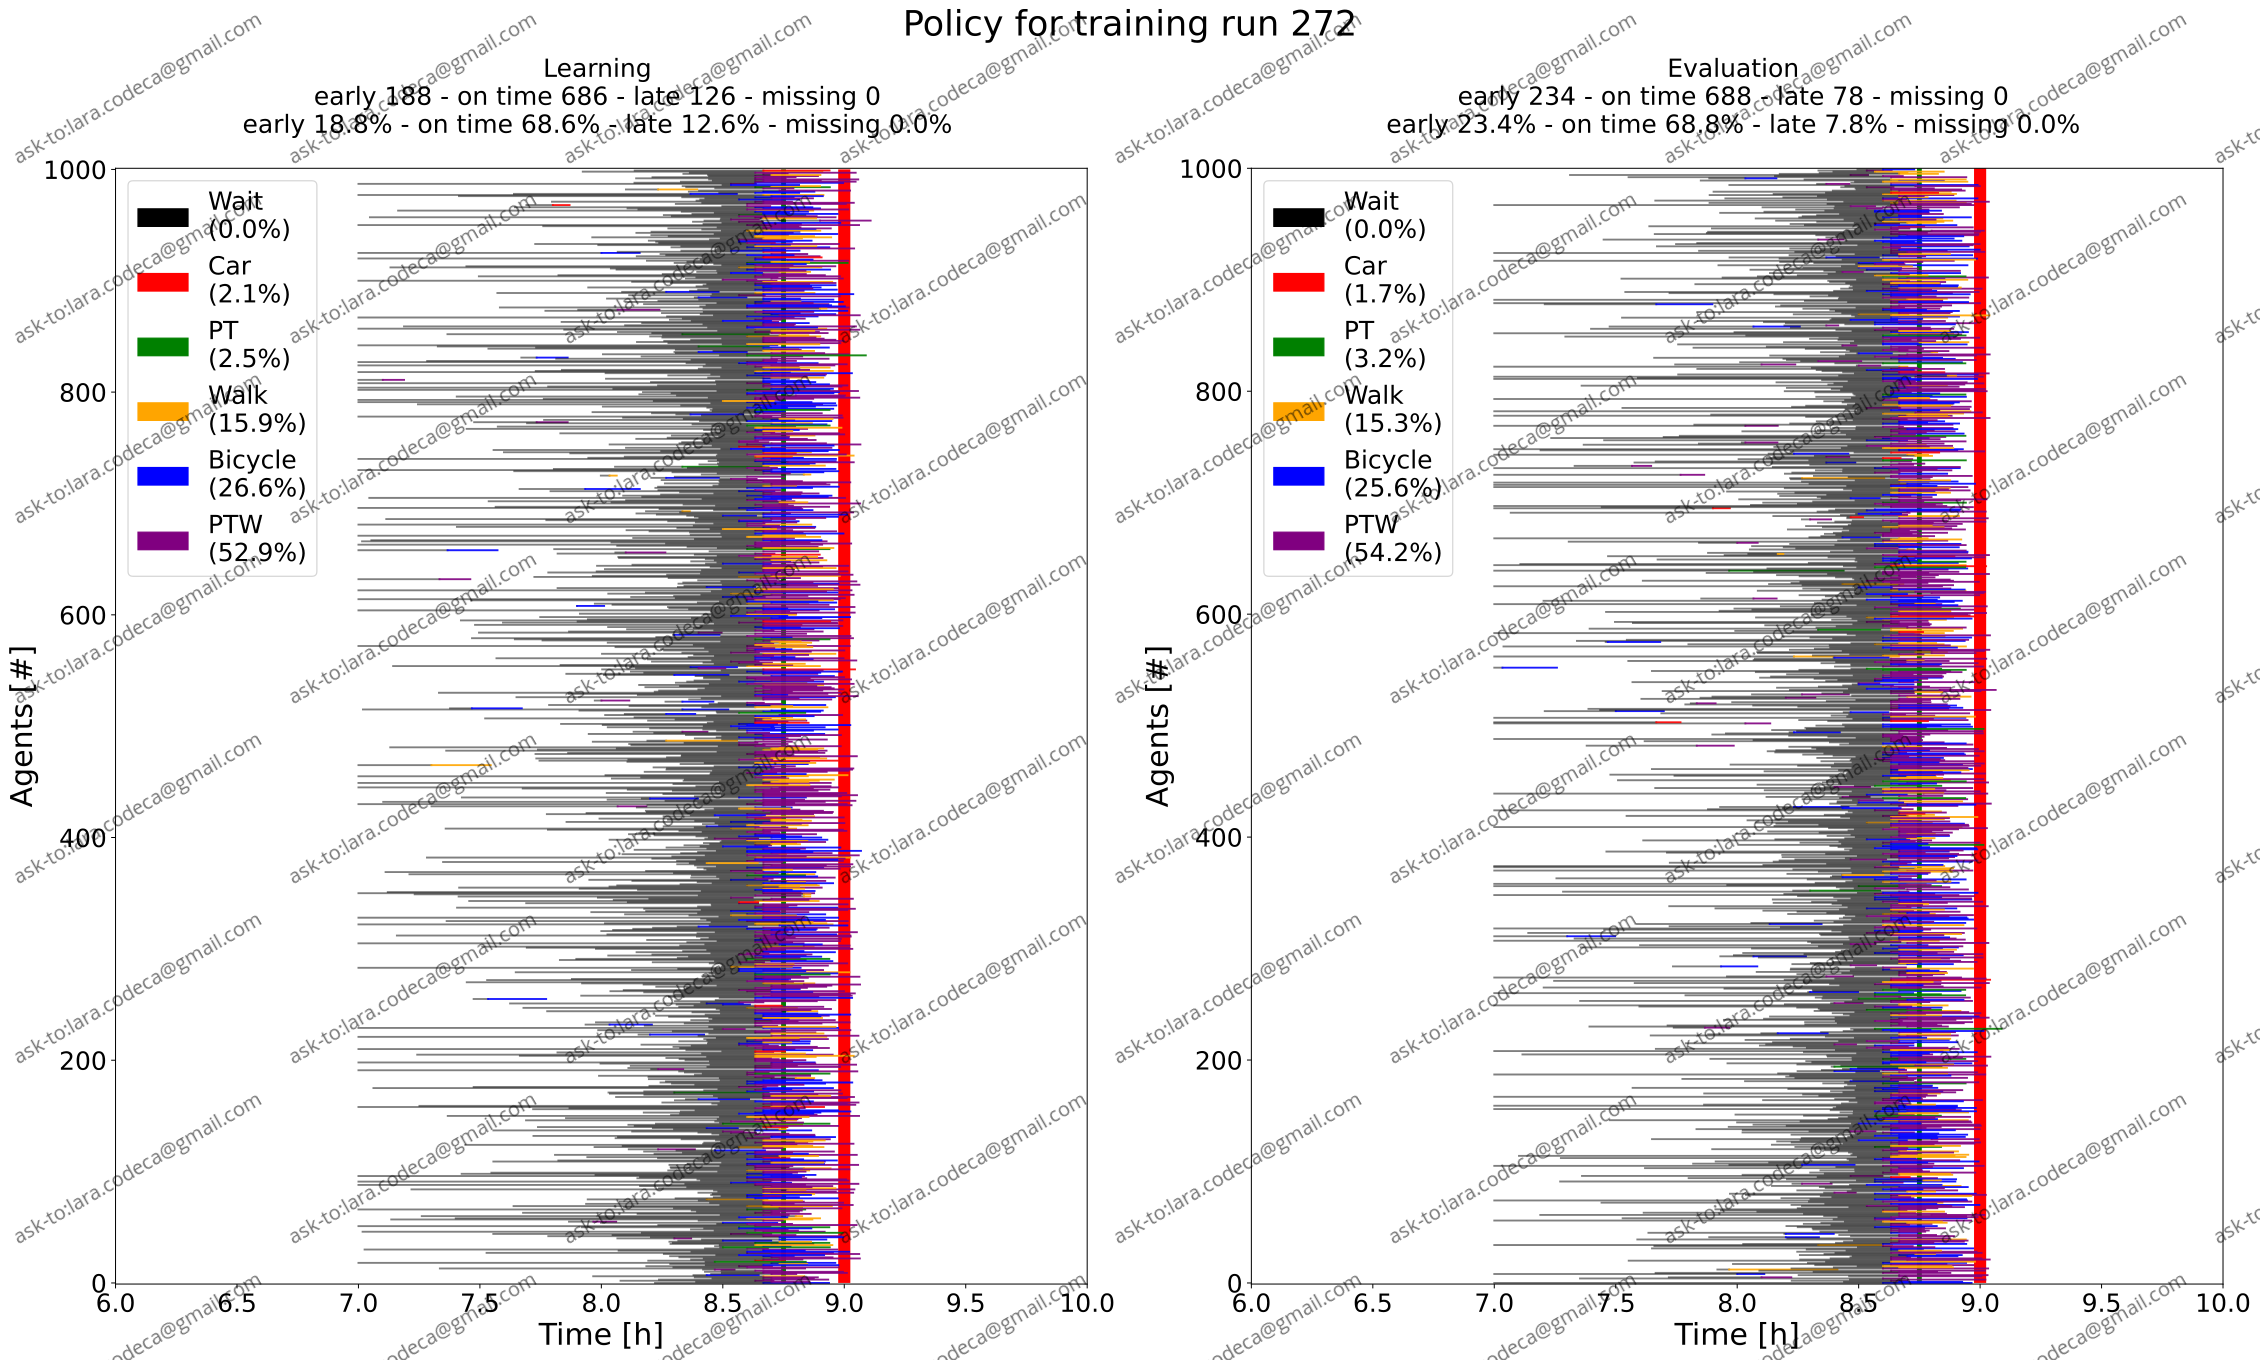 Policy for training run 272
Learning
early 188 - on time 686 - late 126 - missing 0
early 18.8% - on time 68.6% - late 12.6% - missing 0.0%
1000
800
600
400
200
0
Agents [#]
Wait
(0.0%)
Car
(2.1%)
PT
(2.5%)
Walk
(15.9%)
Bicycle
(26.6%)
PTW
(52.9%)
6.0 6.5 7.0 7.5 8.0 8.5 9.0 9.5 10.0
Time [h]
Evaluation
early 234 - on time 688 - late 78 - missing 0
early 23.4% - on time 68.8% - late 7.8% - missing 0.0%
1000
800
600
400
200
0
Agents [#]
Wait
(0.0%)
Car
(1.7%)
PT
(3.2%)
Walk
(15.3%)
Bicycle
(25.6%)
PTW
(54.2%)
6.0 6.5 7.0 7.5 8.0 8.5 9.0 9.5 10.0
Time [h]
ask-to:lara.codeca@gmail.com